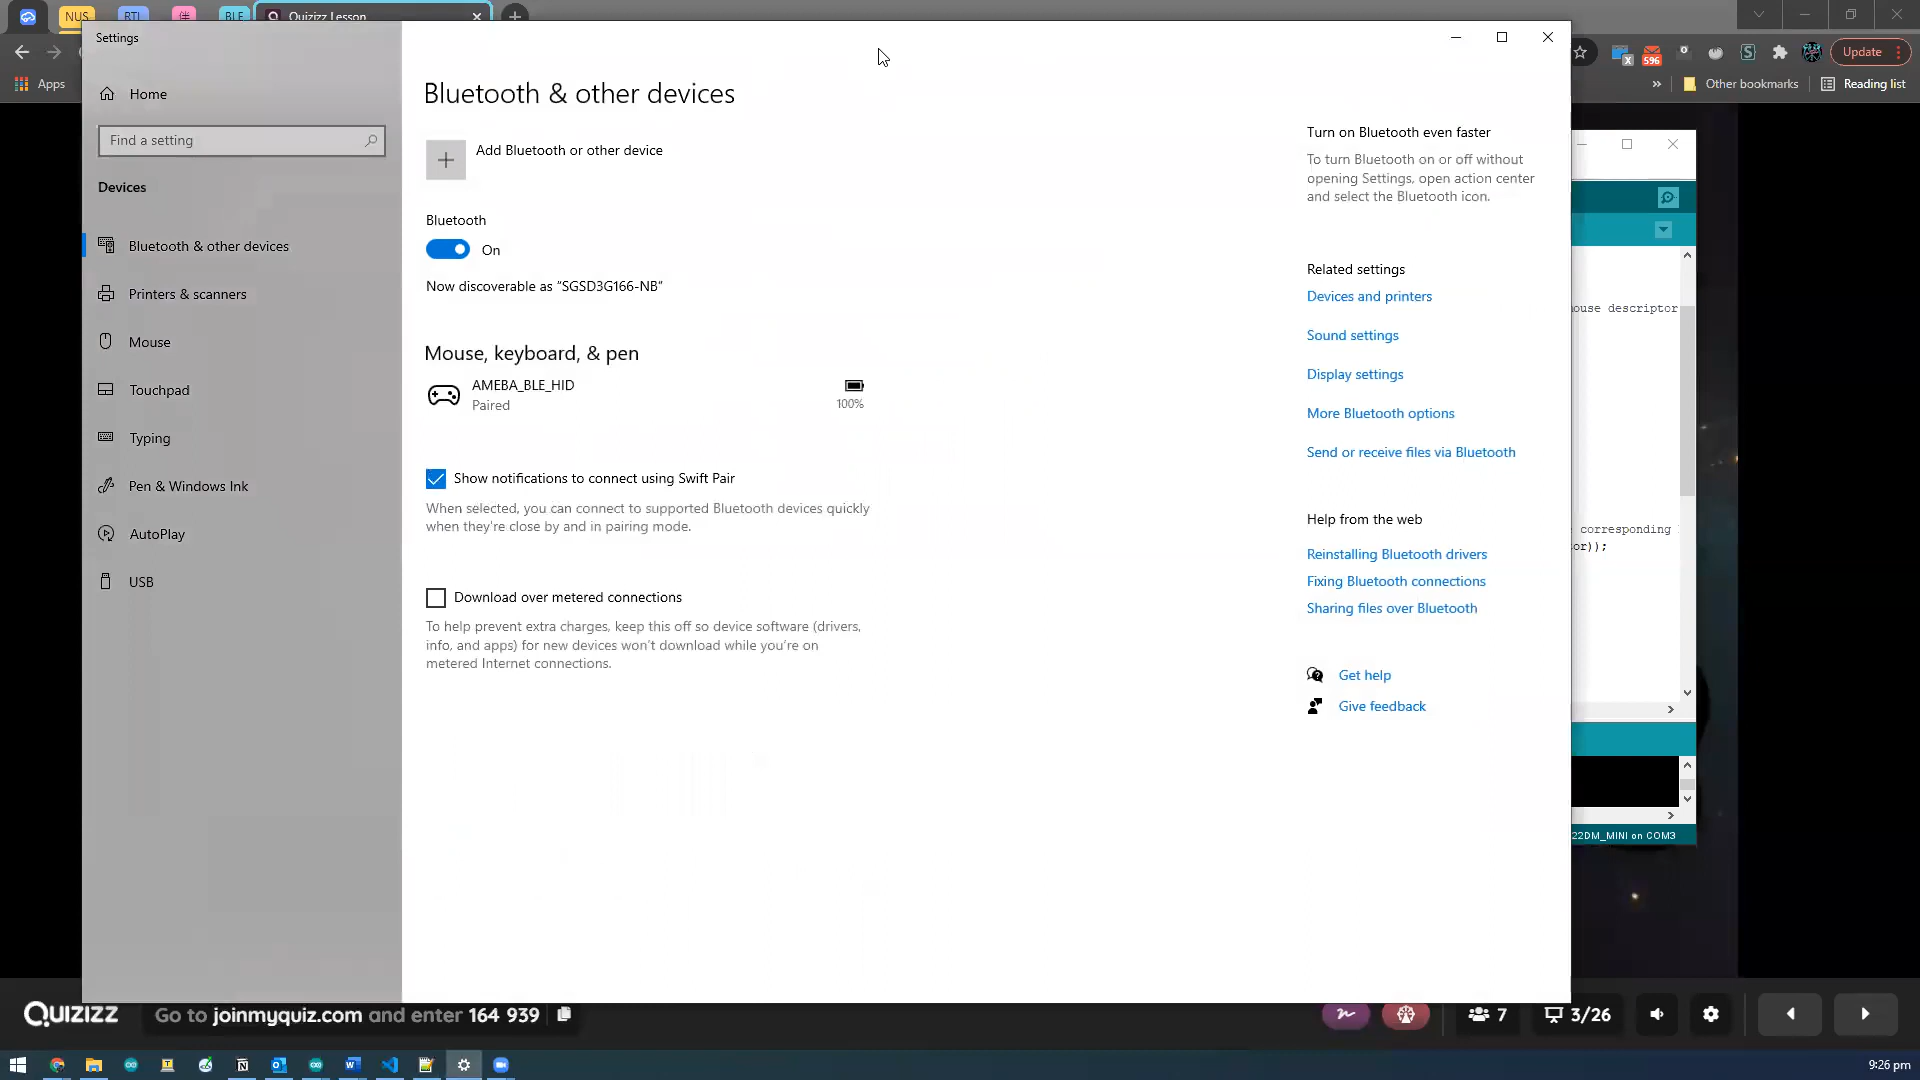 NUS
RTL
伴
BLE
Quizizz Lesson
Settings
596
Update
Apps
Other bookmarks
Reading list
Home
Find a setting
Devices
Bluetooth & other devices
Printers & scanners
Mouse
Touchpad
Typing
Pen & Windows Ink
AutoPlay
USB
Bluetooth & other devices
Add Bluetooth or other device
Bluetooth
On
Now discoverable as “SGSD3G166-NB”
Mouse, keyboard, & pen
AMEBA_BLE_HID
Paired
100%
Show notifications to connect using Swift Pair
When selected, you can connect to supported Bluetooth devices quickly
when they're close by and in pairing mode.
Download over metered connections
To help prevent extra charges, keep this off so device software (drivers,
info, and apps) for new devices won't download while you're on
metered Internet connections.
Turn on Bluetooth even faster
To turn Bluetooth on or off without
opening Settings, open action center
and select the Bluetooth icon.
Related settings
Devices and printers
Sound settings
Display settings
More Bluetooth options
Send or receive files via Bluetooth
Help from the web
Reinstalling Bluetooth drivers
Fixing Bluetooth connections
Sharing files over Bluetooth
Get help
Give feedback
ouse descriptor
corresponding
or));
22DM_MINI on COM3
QUIZIZZ
Go to joinmyquiz.com and enter 164 939
7
3/26
9:26 pm